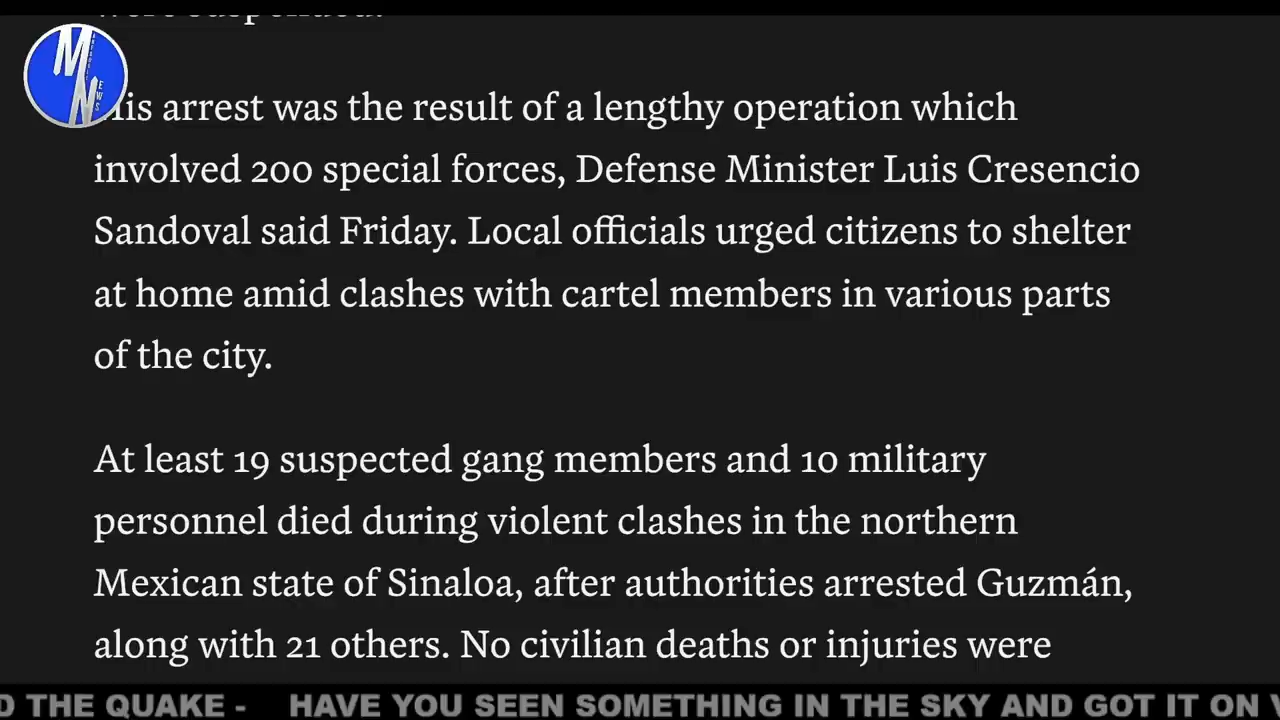 were suspended.
His arrest was the result of a lengthy operation which
involved 200 special forces, Defense Minister Luis Cresencio
Sandoval said Friday. Local officials urged citizens to shelter
at home amid clashes with cartel members in various parts
of the city.
At least 19 suspected gang members and 10 military
personnel died during violent clashes in the northern
Mexican state of Sinaloa, after authorities arrested Guzmán,
along with 21 others. No civilian deaths or injuries were
THE QUAKE - HAVE YOU SEEN SOMETHING IN THE SKY AND GOT IT ON